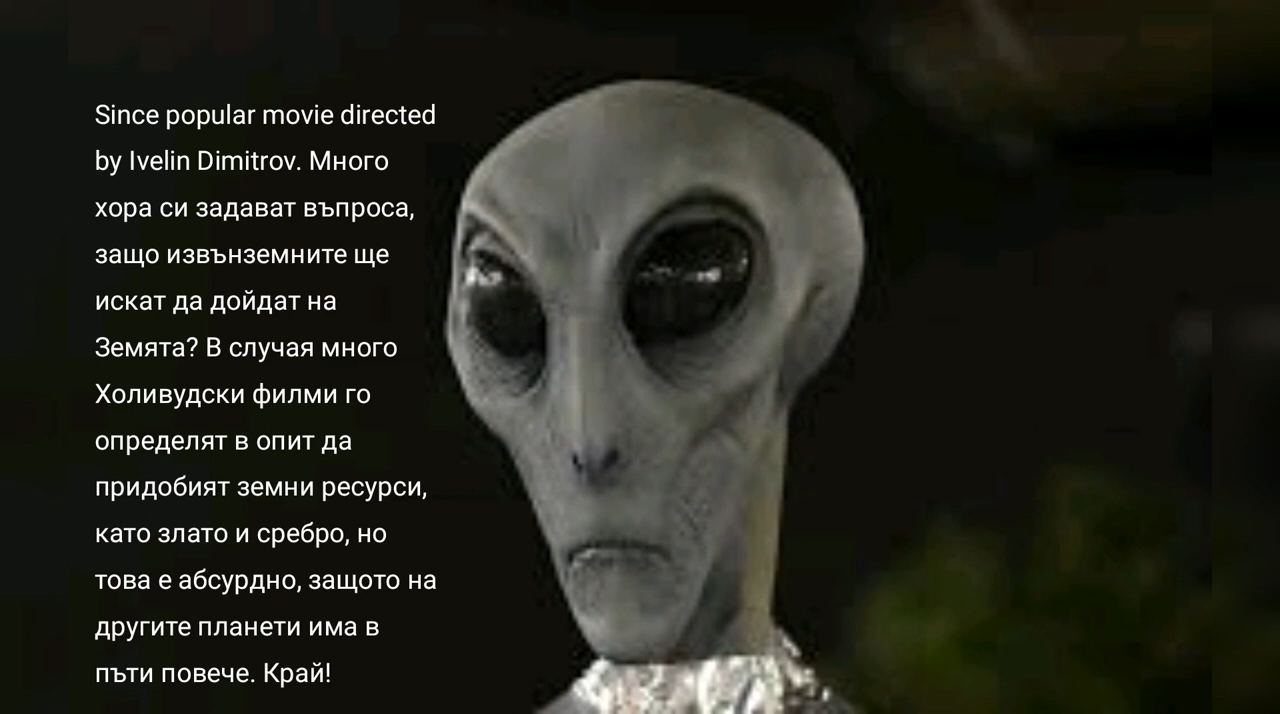 Since popular movie directed
by Ivelin Dimitrov. Много
хора си задават въпроса,
защо извънземните ще
искат да дойдат на
Земята? В случая много
Холивудски филми го
определят в опит да
придобият земни ресурси,
като злато и сребро, но
това е абсурдно, защото на
другите планети има в
пъти повече. Край!